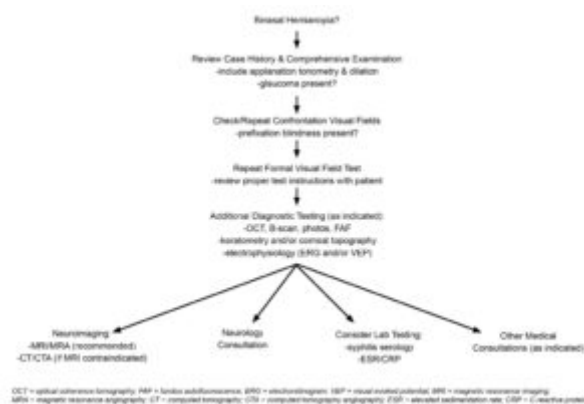 Binasal Hemianopia?
Review Case History & Comprehensive Examination
-include applanation tonometry & dilation
-glaucoma present?
Check/Repeat Confrontation Visual Fields
-prefixation blindness present?
Repeat Formal Visual Field Test
-review proper test instructions with patient
Additional Diagnostic Testing (as indicated)
-OCT, B-scan, photos, FAF
-keratometry and/or corneal topography
-electrophysiology (ERG and/or VEP)
Neuroimaging:
-MRI/MRA (recommended)
-CT/CTA (if MRI contraindicated)
Neurology
Consultation
Consider Lab Testing:
-syphilis serology
-ESR/CRP
Other Medical
Consultations (as indicated)
OCT = optical coherence tomography; FAF = fundus autofluorescence; ERG = electroretinogram; VEP = visual evoked potential; MRI = magnetic resonance imaging;
MRA = magnetic resonance angiography; CT = computed tomography; CTA = computed tomography angiography; ESR = elevated sedimentation rate; CRP = C-reactive protein